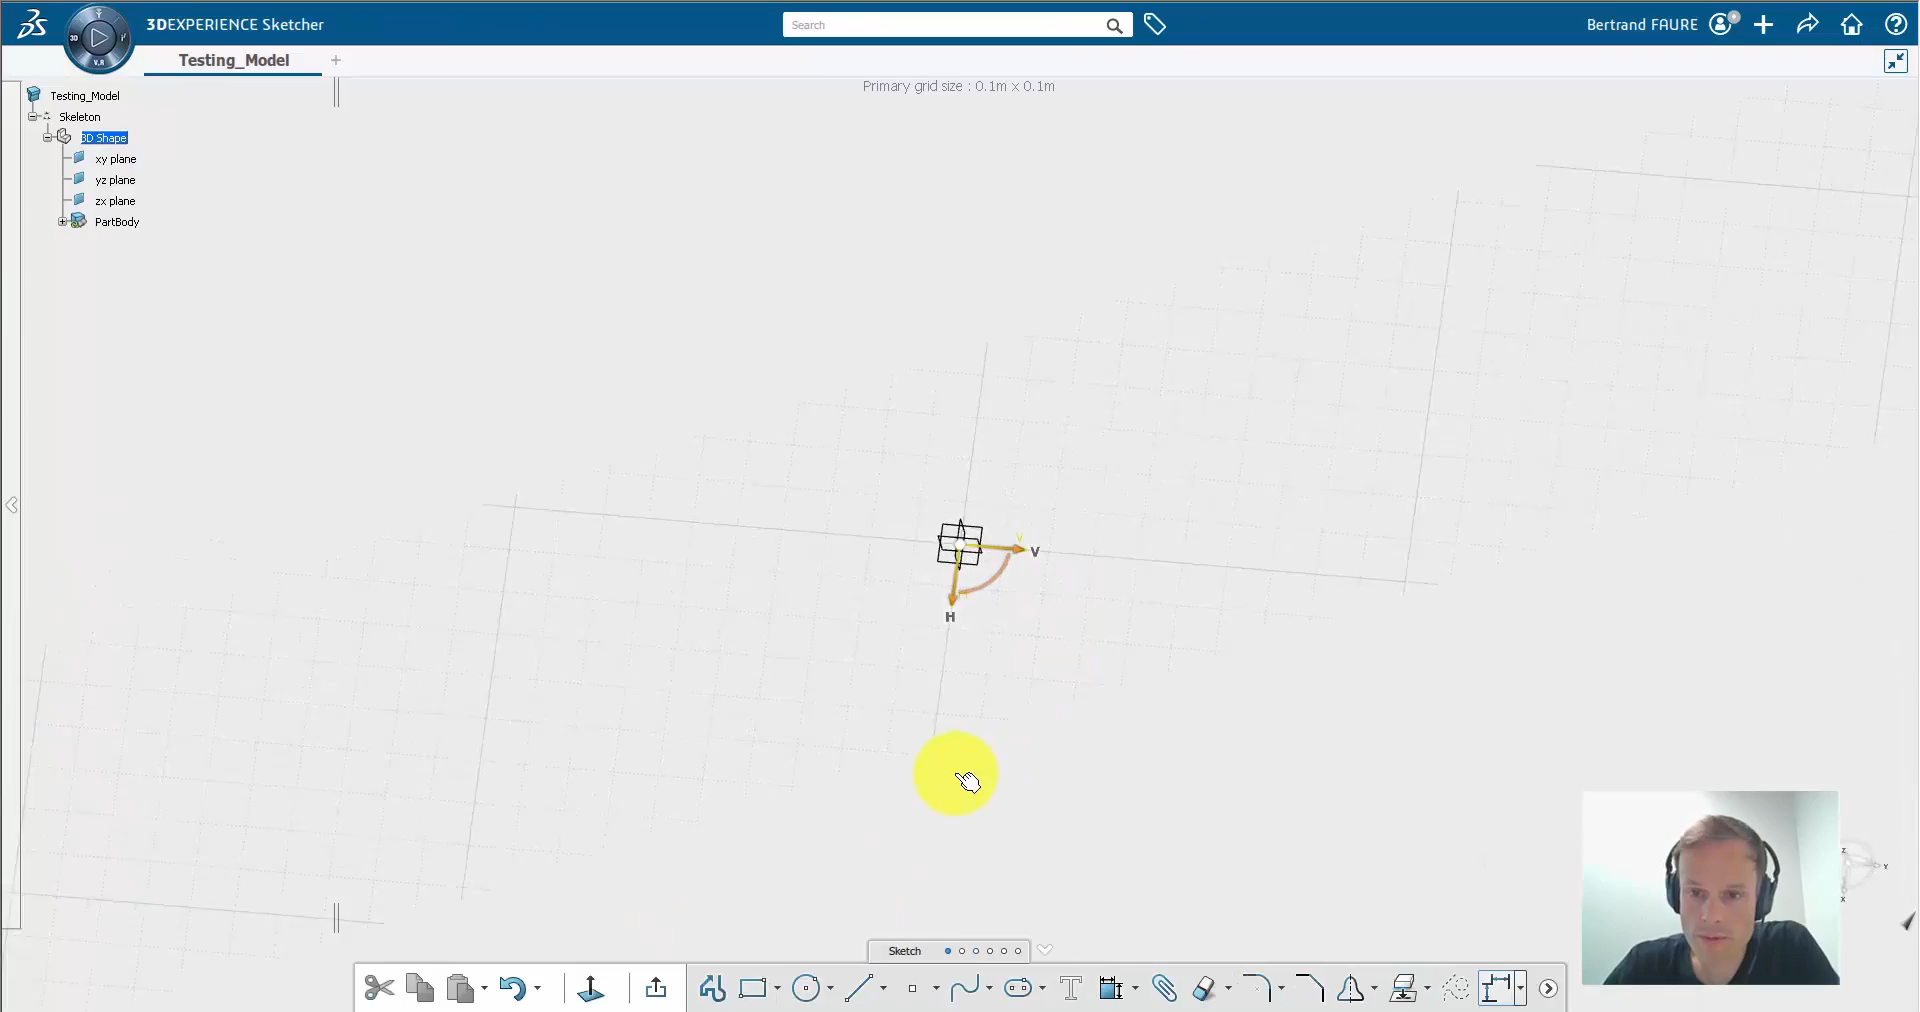 3DEXPERIENCE Sketcher
Search
Bertrand FAURE
3D
V.R
Testing_Model
Primary grid size : 0.1m x 0.1m
Testing_Model
Skeleton
3D Shape
xy plane
yz plane
zx plane
PartBody
V
V
H
Z
Y
X
Sketch
T